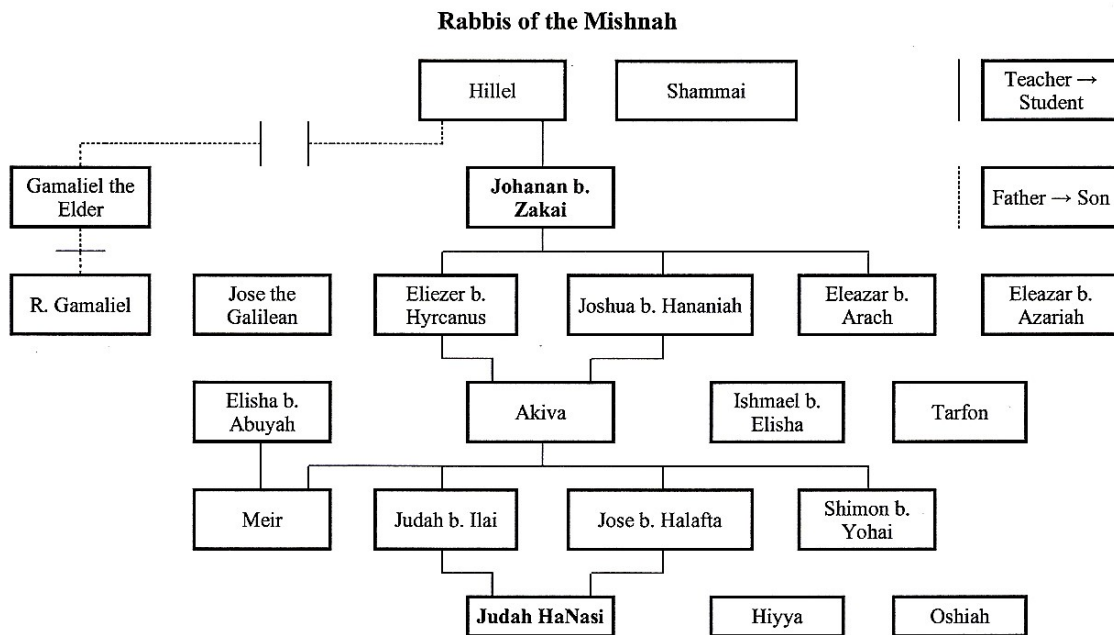 Rabbis of the Mishnah
Hillel
Shammai
Teacher →
Student
Gamaliel the
Elder
Johanan b.
Zakai
Father → Son
R. Gamaliel
Jose the
Galilean
Eliezer b.
Hyrcanus
Joshua b. Hananiah
Eleazar b.
Arach
Eleazar b.
Azariah
Elisha b.
Abuyah
Akiva
Ishmael b.
Elisha
Tarfon
Meir
Judah b. Ilai
Jose b. Halafta
Shimon b.
Yohai
Judah HaNasi
Hiyya
Oshiah